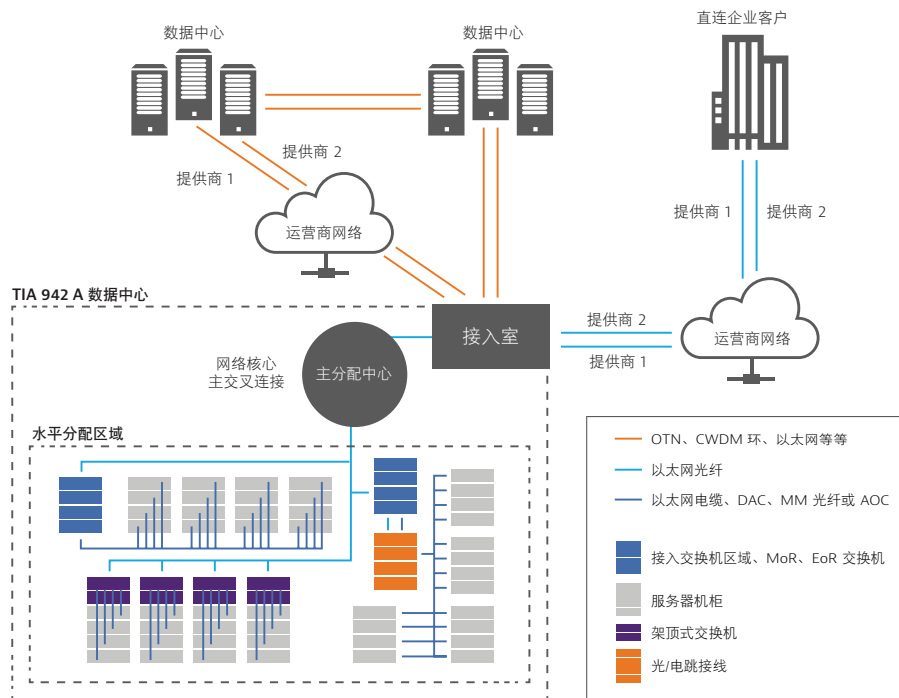 数据中心
数据中心
直连企业客户
提供商 2
提供商 1
提供商 1
提供商 2
运营商网络
TIA 942 A 数据中心
接入室
提供商 2
运营商网络
提供商 1
网络核心
主交叉连接
主分配中心
水平分配区域
OTN、CWDM 环、以太网等等
以太网光纤
以太网电缆、DAC、MM 光纤或 AOC
接入交换机区域、MoR、EoR 交换机
服务器机柜
架顶式交换机
光/电跳接线